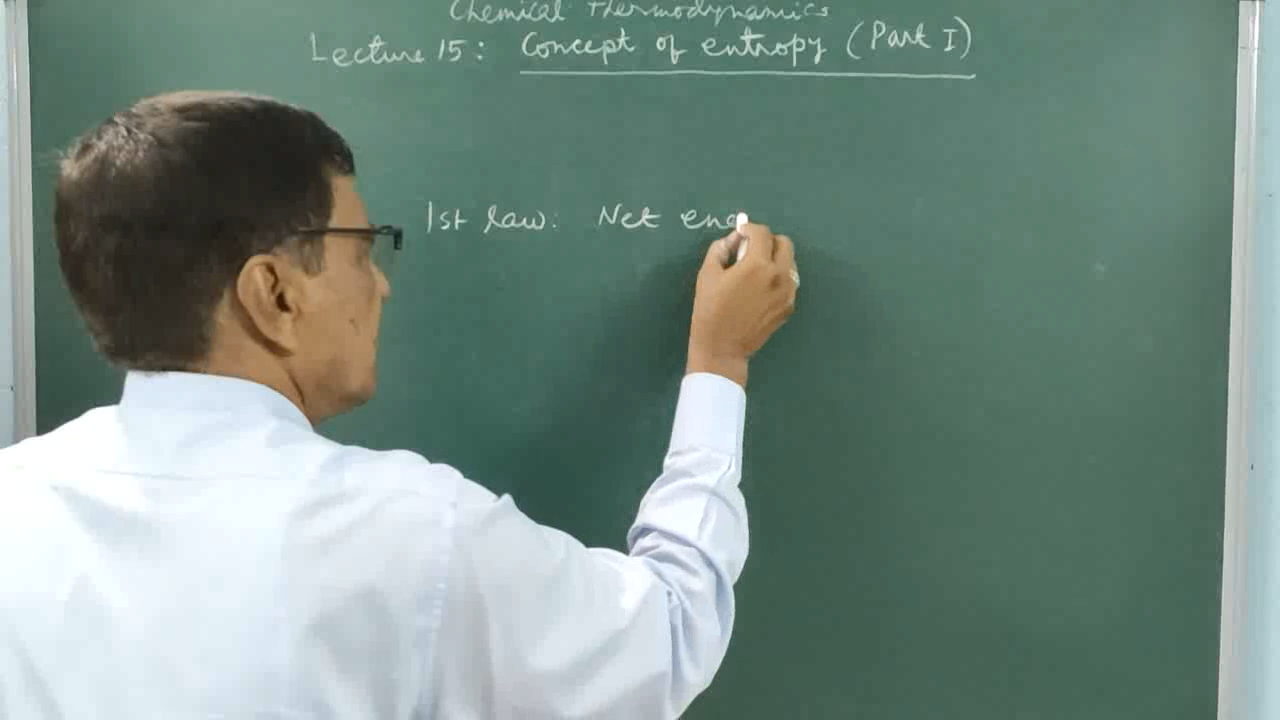 Chemical thermodynamics
Lecture 15: Concept of entropy (Part I)
1st law: Net ene